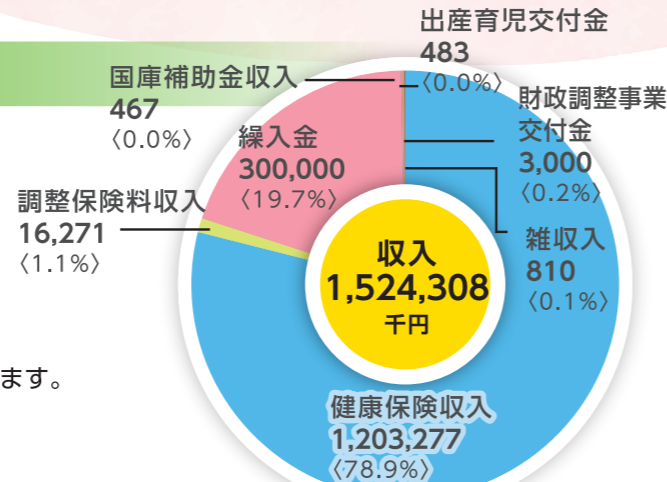 出産育児交付金
483
〈0.0%〉
国庫補助金収入
467
〈0.0%〉
財政調整事業
交付金
3,000
〈0.2%〉
繰入金
300,000
〈19.7%〉
調整保険料収入
16,271
〈1.1%〉
雑収入
810
〈0.1%〉
収入
1,524,308
千円
ます。
健康保険収入
1,203,277
〈78.9%〉